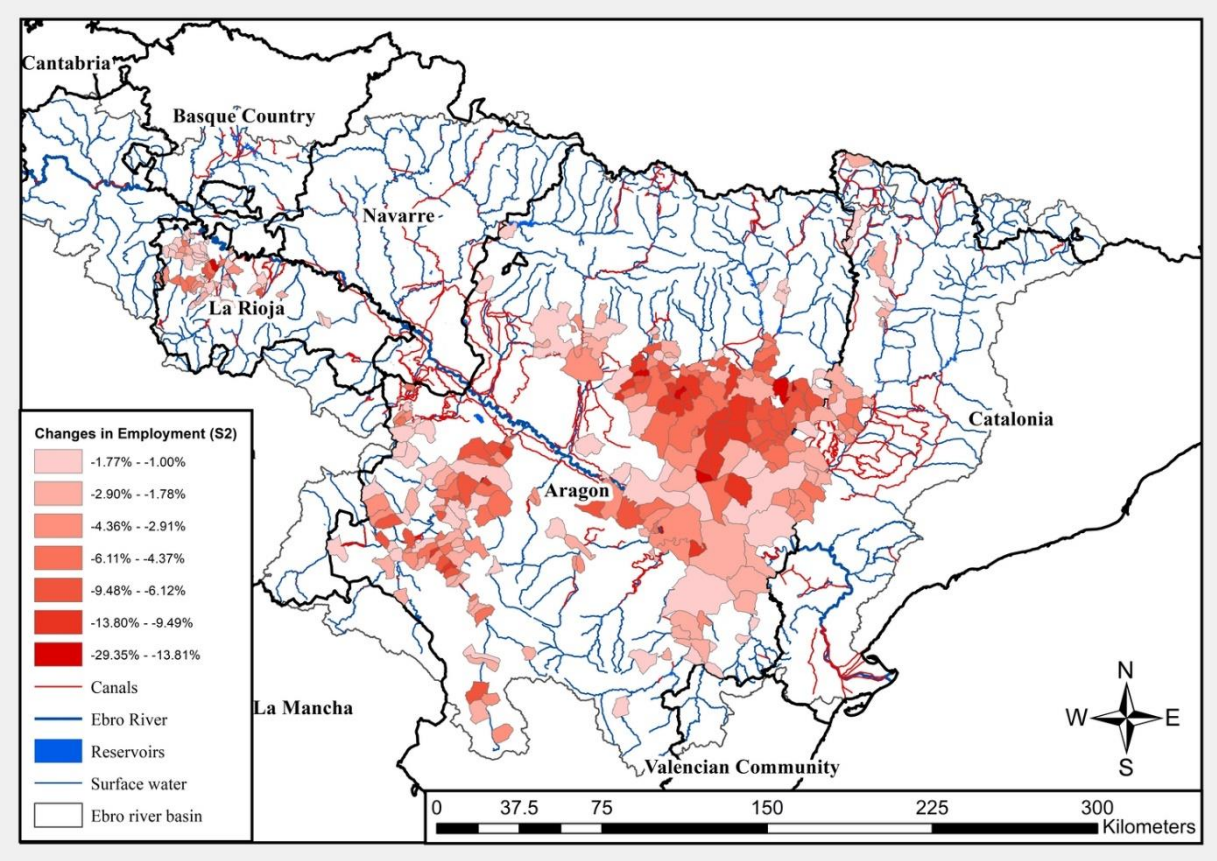 Cantabria
Basque Country
Navarre
La Rioja
Catalonia
Aragon
La Mancha
Valencian Community
Changes in Employment (S2)
-1.77% - -1.00%
-2.90% - -1.78%
-4.36% - -2.91%
-6.11% - -4.37%
-9.48% - -6.12%
-13.80% - -9.49%
-29.35% - -13.81%
Canals
Ebro River
Reservoirs
Surface water
Ebro river basin
N
W E
S
0 37.5 75 150 225 300
Kilometers